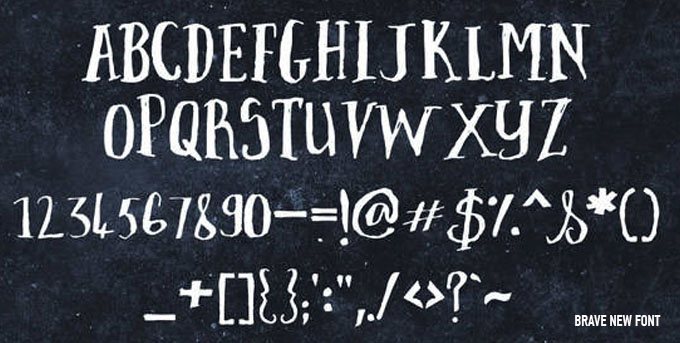 ABCDEFGHIJKLMN
OPQRSTUVWXYZ
1234567890—=!@#$%^&*()
_+[]{};':",./<>?`~
BRAVE NEW FONT